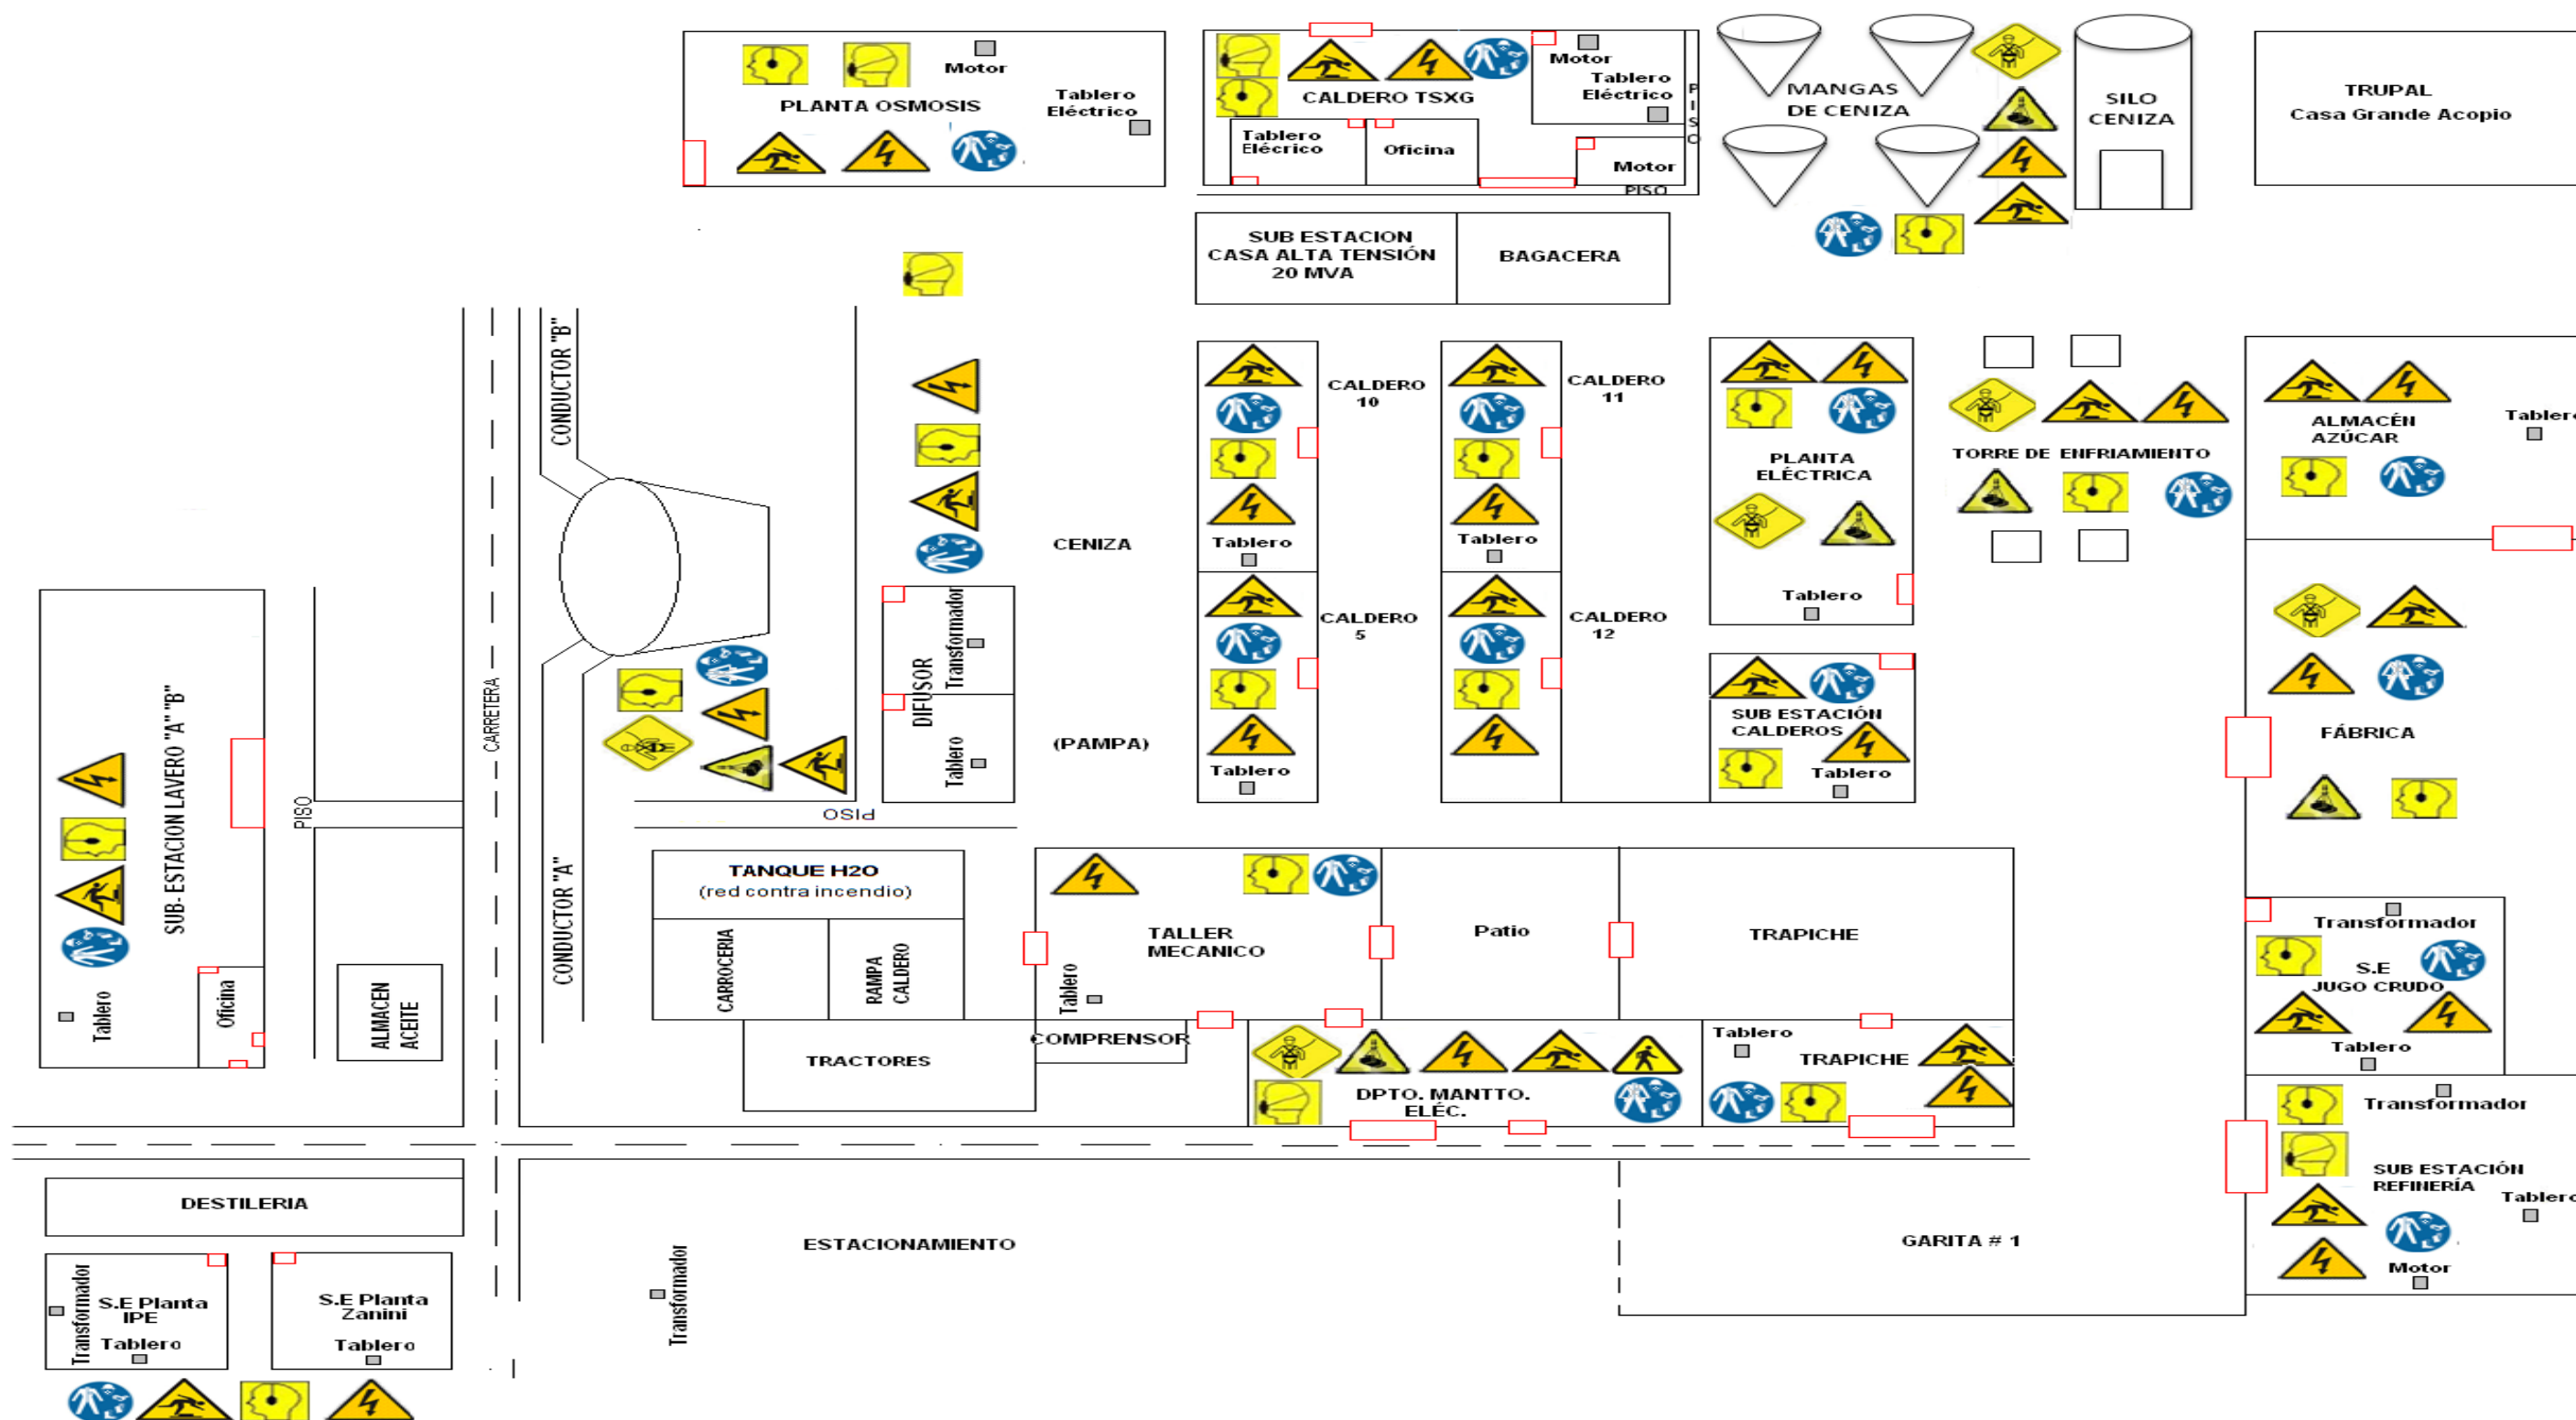 Motor
PLANTA OSMOSIS
Tablero
Eléctrico
CALDERO TSXG
Motor
Tablero
Eléctrico
PISO
Tablero
Elécrico
Oficina
Motor
PISO
MANGAS
DE CENIZA
SILO
CENIZA
TRUPAL
Casa Grande Acopio
SUB ESTACION
CASA ALTA TENSIÓN
20 MVA
BAGACERA
CONDUCTOR "B"
CALDERO
10
CALDERO
11
PLANTA
ELÉCTRICA
Tablero
TORRE DE ENFRIAMIENTO
ALMACÉN
AZÚCAR
Tablero
CENIZA
Tablero
Tablero
CALDERO
5
CALDERO
12
Transformador
DIFUSOR
Tablero
(PAMPA)
Tablero
SUB ESTACIÓN
CALDEROS
Tablero
FÁBRICA
SUB- ESTACION LAVERO "A" "B"
Tablero
Oficina
PISO
CARRETERA
PISO
CONDUCTOR "A"
ALMACEN
ACEITE
TANQUE H2O
(red contra incendio)
CARROCERIA
RAMPA
CALDERO
TALLER
MECANICO
Tablero
Patio
TRAPICHE
Transformador
S.E
JUGO CRUDO
Tablero
TRACTORES
COMPRENSOR
DPTO. MANTTO.
ELÉC.
Tablero
TRAPICHE
Transformador
SUB ESTACIÓN
REFINERÍA
Tablero
Motor
DESTILERIA
Transformador
S.E Planta
IPE
Tablero
S.E Planta
Zanini
Tablero
ESTACIONAMIENTO
Transformador
GARITA # 1